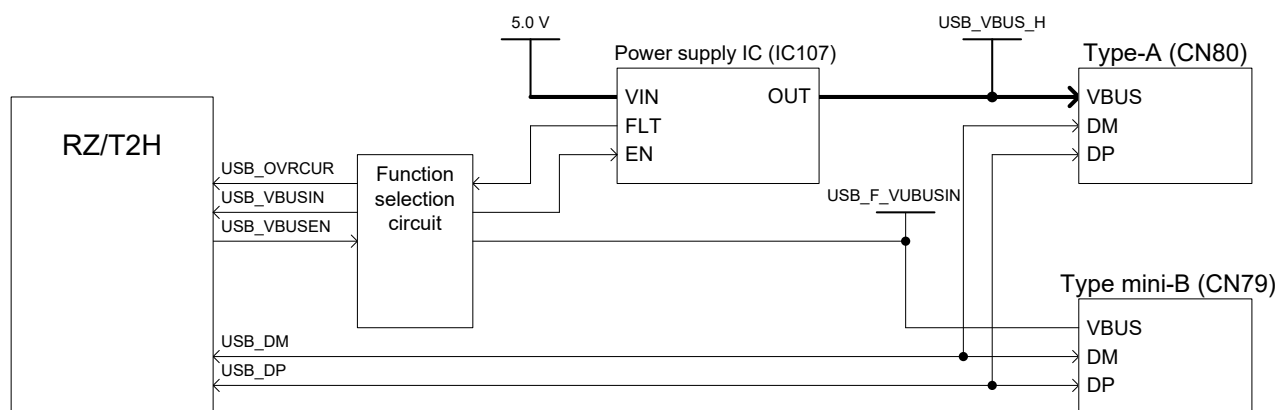 5.0 V
USB_VBUS_H
Power supply IC (IC107)
Type-A (CN80)
VIN
OUT
VBUS
RZ/T2H
FLT
DM
EN
DP
USB_OVRCUR
Function
selection
circuit
USB_VBUSIN
USB_F_VUBUSIN
USB_VBUSEN
Type mini-B (CN79)
VBUS
USB_DM
DM
USB_DP
DP